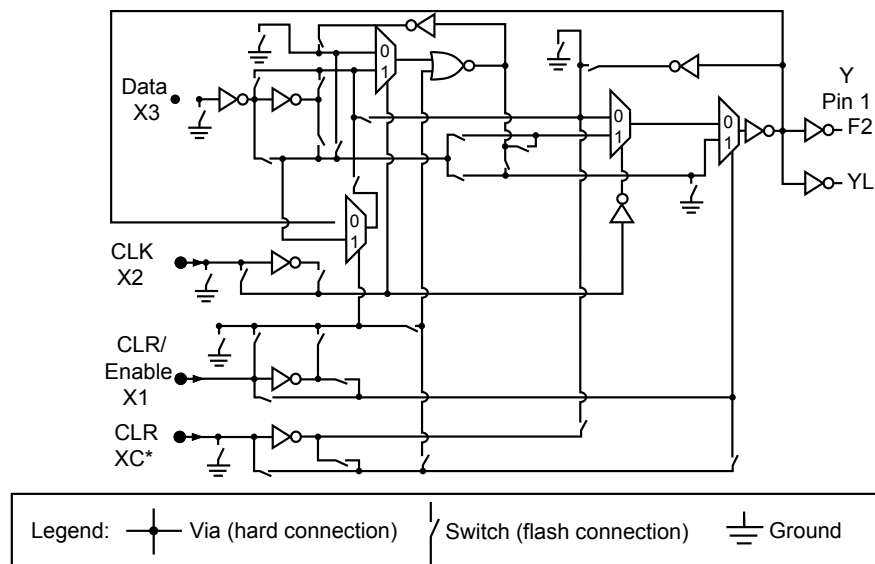 Data
X3
0
1
0
1
0
1
Y
Pin 1
F2
YL
0
1
CLK
X2
CLR/
Enable
X1
CLR
XC*
Legend: Via (hard connection) Switch (flash connection) Ground